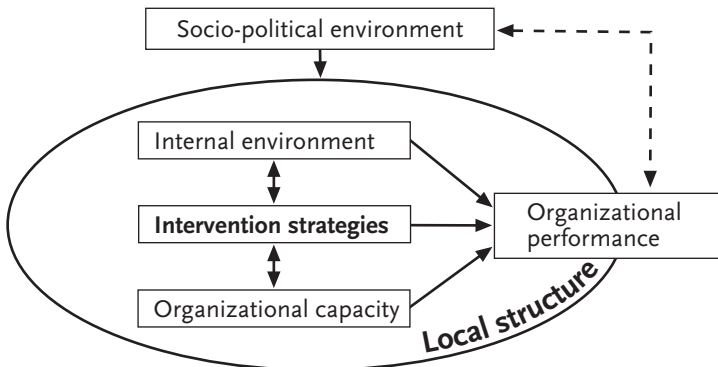 Socio-political environment
Internal environment
Intervention strategies
Organizational
performance
Organizational capacity
Local structure